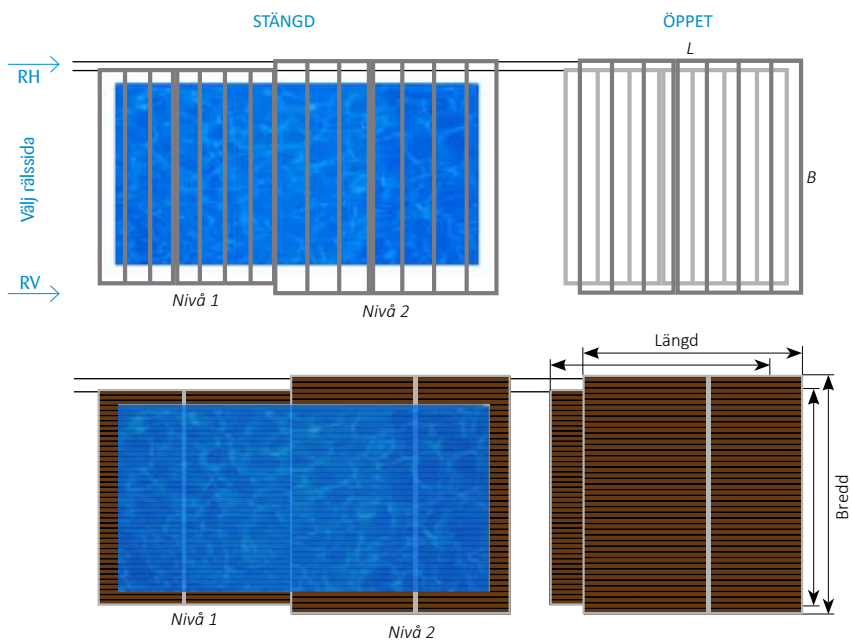 STÄNGD
ÖPPET
L
RH
Välj rälssida
B
RV
Nivå 1
Nivå 2
Längd
Bredd
Nivå 1
Nivå 2